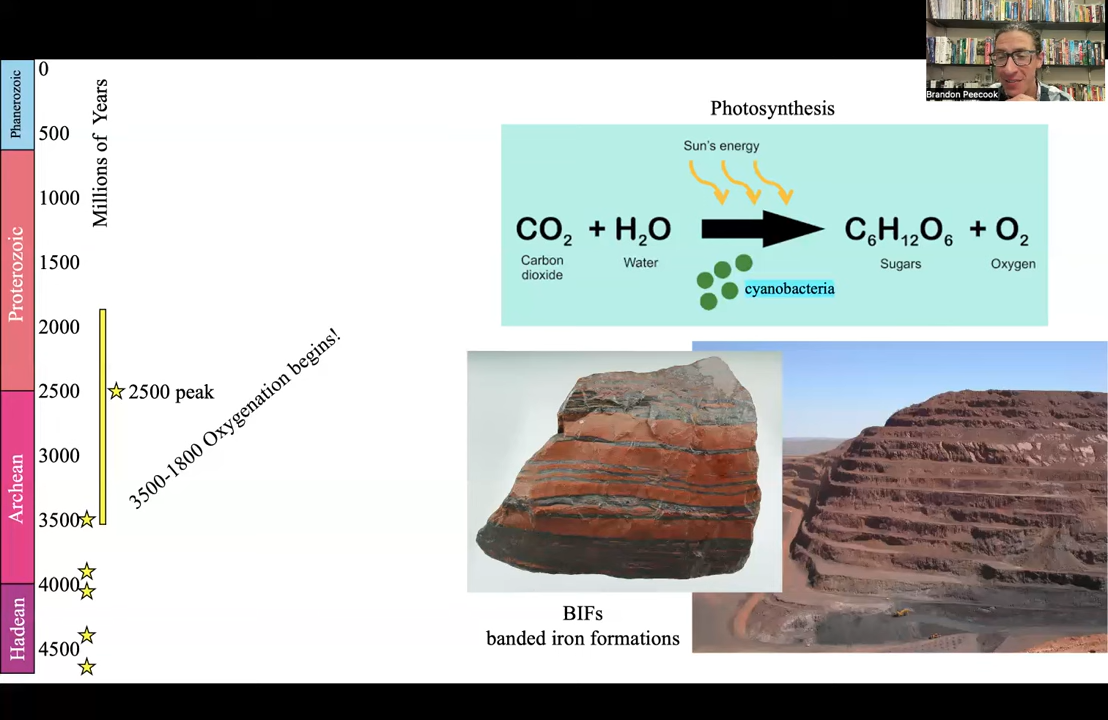 Brandon Peecook
Phanerozoic
Proterozoic
Archean
Hadean
0
500
1000
1500
2000
2500
3000
3500
4000
4500
Millions of Years
2500 peak
3500-1800 Oxygenation begins!
Photosynthesis
Sun's energy
CO₂ + H₂O C₆H₁₂O₆ + O₂
Carbon dioxide
Water
Sugars
Oxygen
cyanobacteria
BIFs
banded iron formations